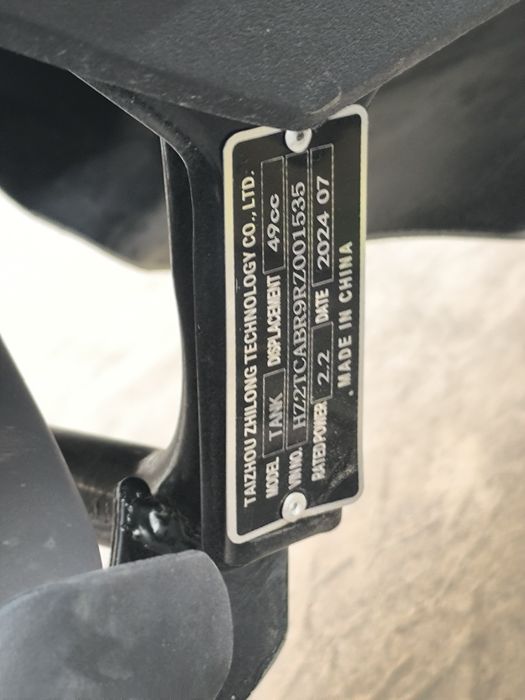 TAIZHOU ZHILONG TECHNOLOGY CO., LTD.
MODEL TANK DISPLACEMENT 49cc
VIN NO. HZ2TCABR9RZ001535
RATED POWER 2.2 DATE 2024 07
MADE IN CHINA